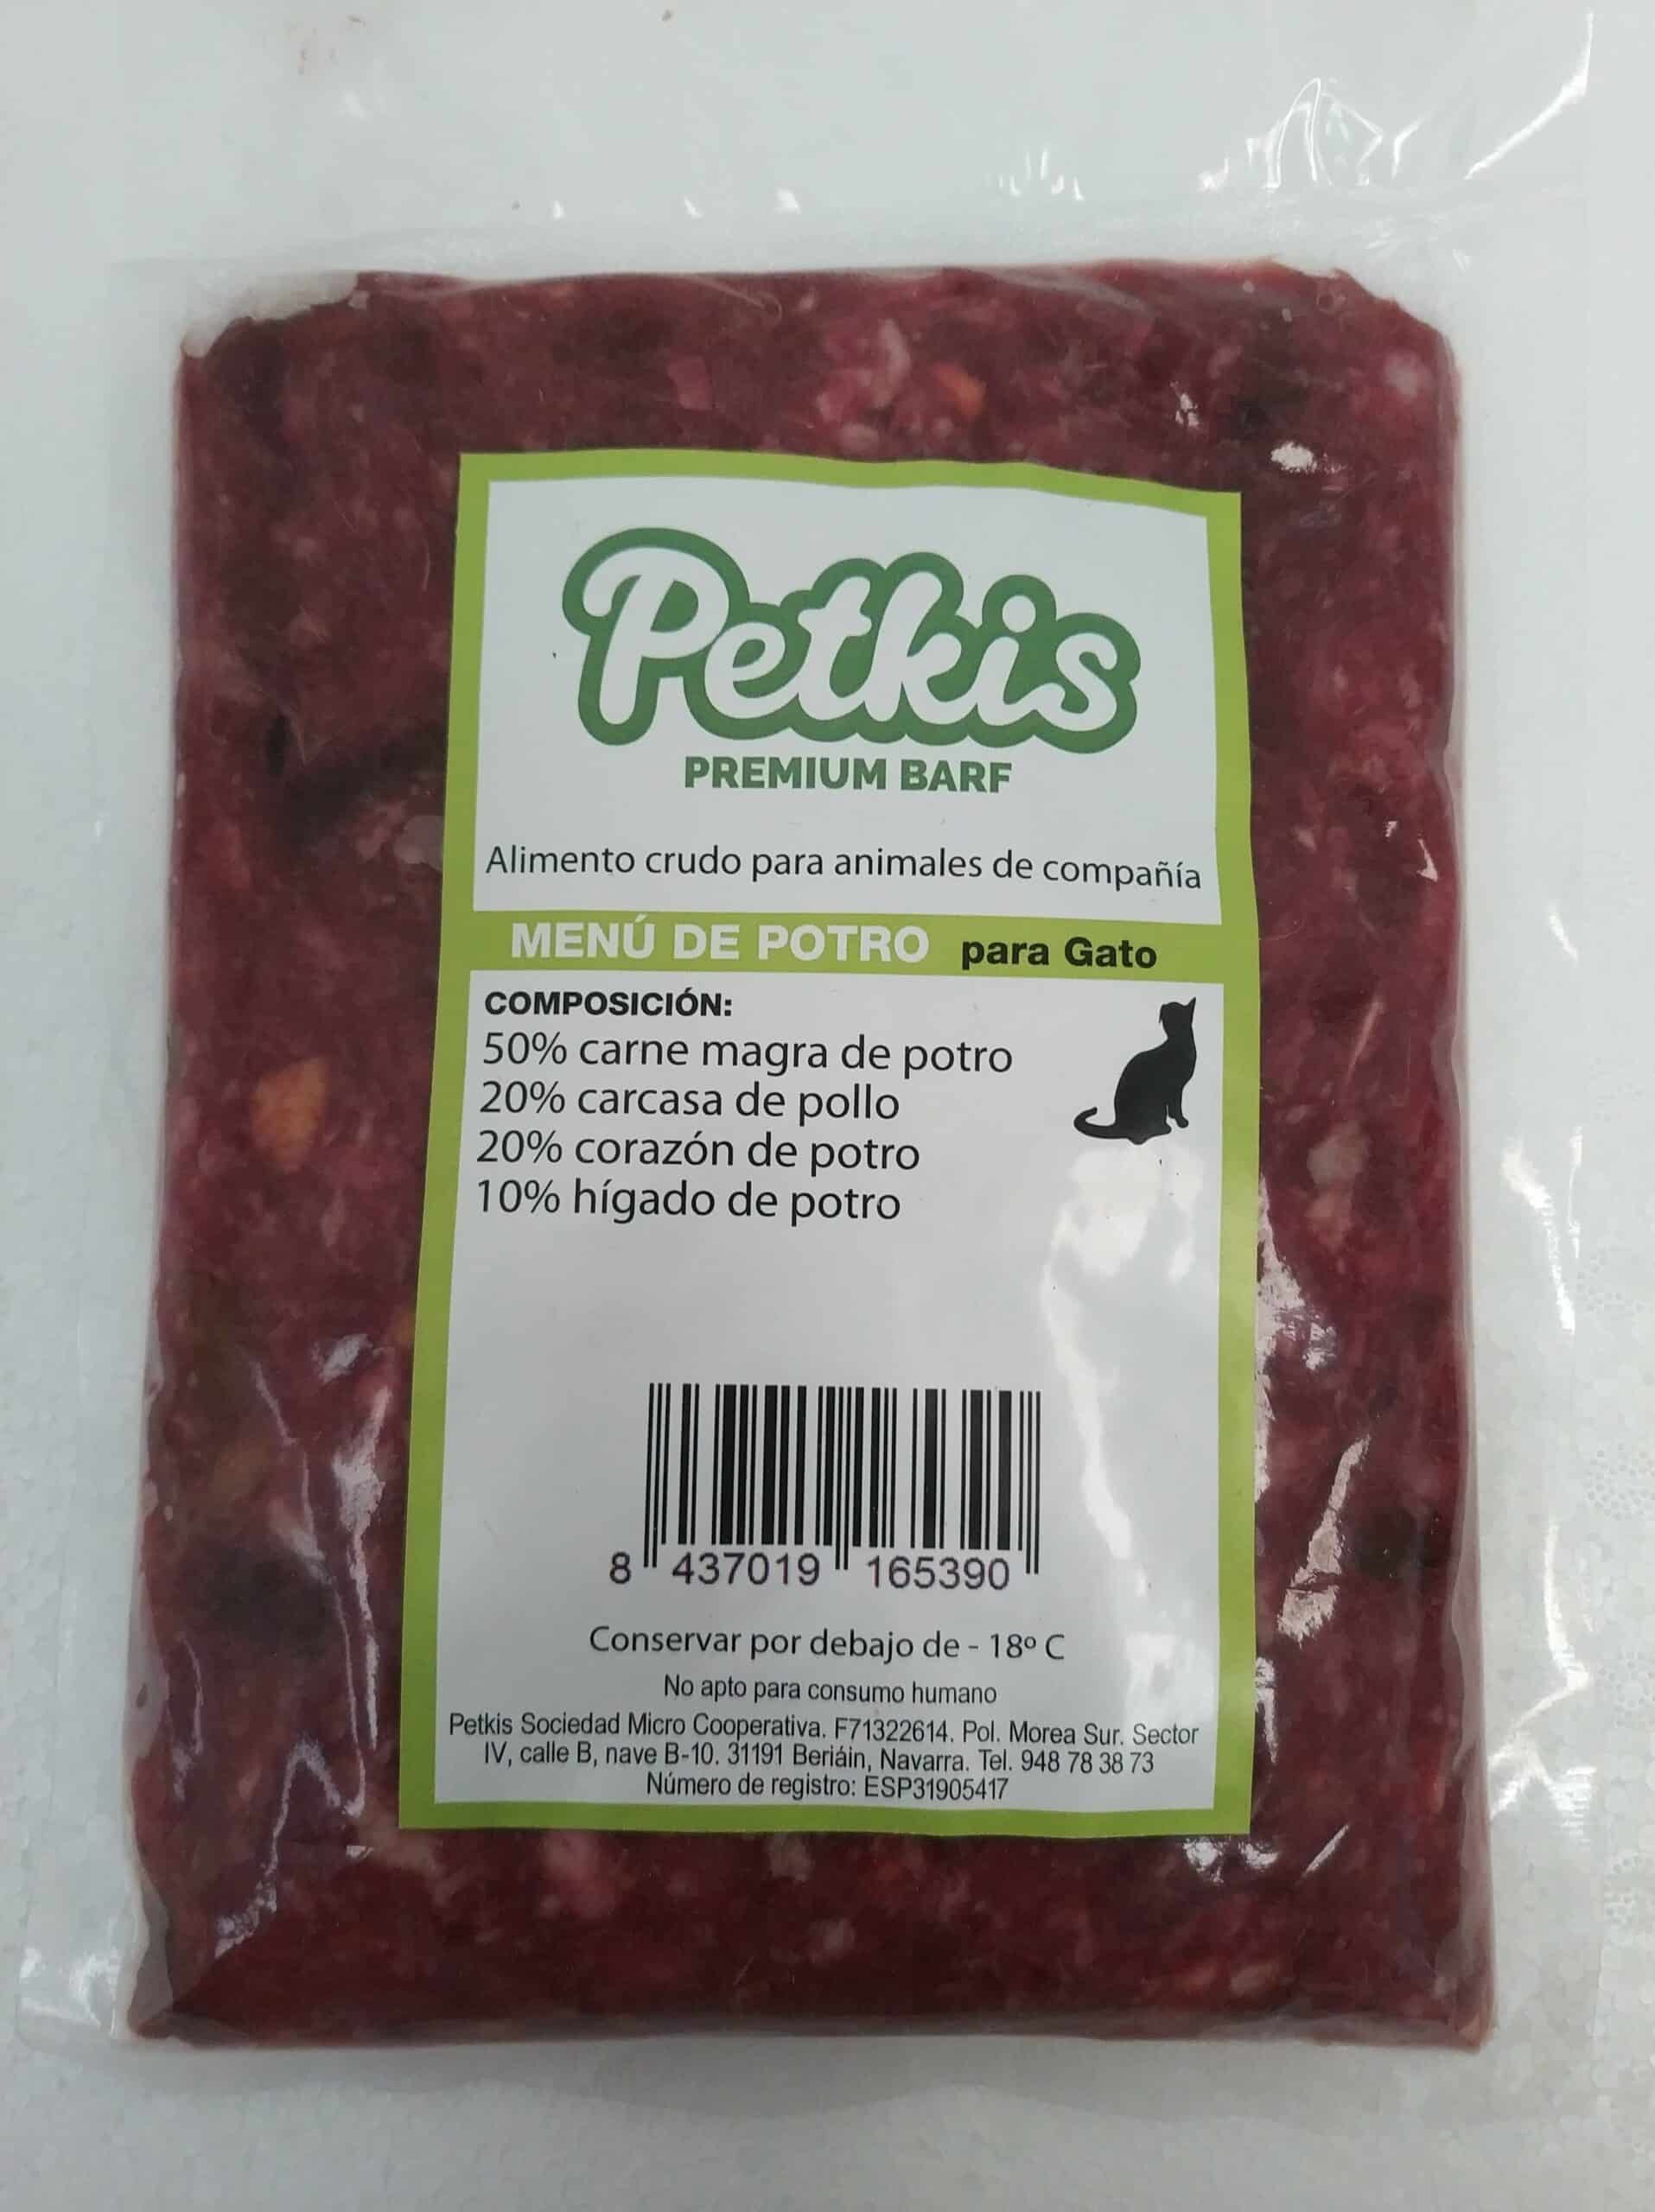 Petkis
PREMIUM BARF
Alimento crudo para animales de compañía
MENÚ DE POTRO para Gato
COMPOSICIÓN:
50% carne magra de potro
20% carcasa de pollo
20% corazón de potro
10% hígado de potro
8 437019 165390
Conservar por debajo de - 18º C
No apto para consumo humano
Petkis Sociedad Micro Cooperativa. F71322614. Pol. Morea Sur. Sector
IV, calle B, nave B-10. 31191 Beriáin, Navarra. Tel. 948 78 38 73
Número de registro: ESP31905417